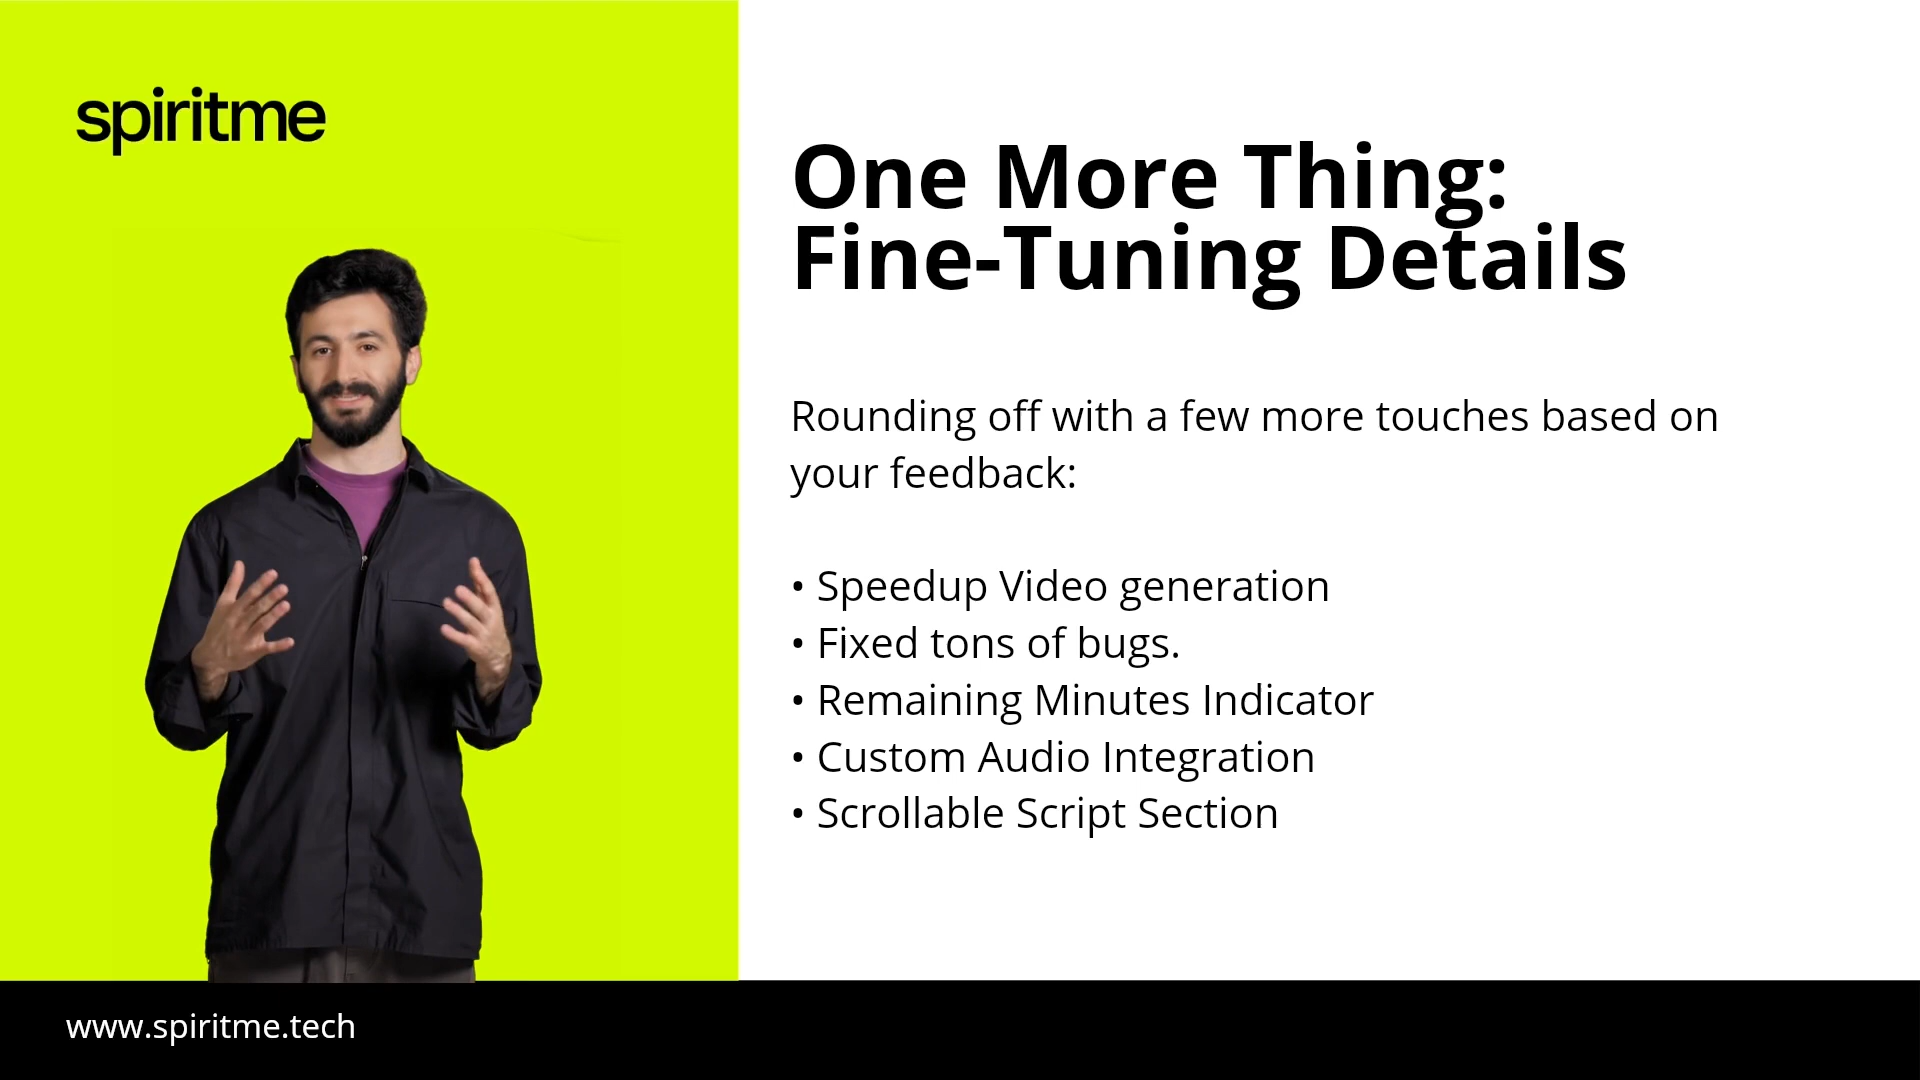 spiritme
One More Thing:
Fine-Tuning Details
Rounding off with a few more touches based on
your feedback:
• Speedup Video generation
• Fixed tons of bugs.
• Remaining Minutes Indicator
• Custom Audio Integration
• Scrollable Script Section
www.spiritme.tech